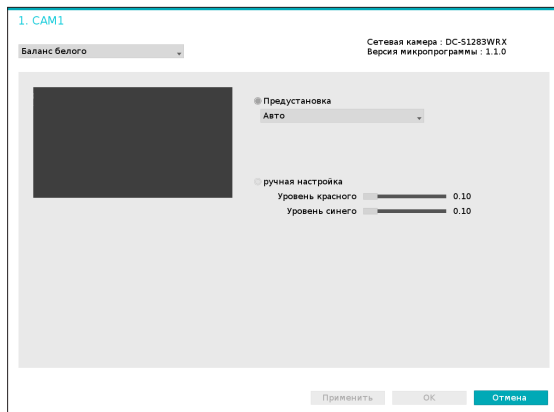 1. CAM1
Баланс белого
Сетевая камера : DC-S1283WRX
Версия микропрограммы : 1.1.0
Предустановка
Авто
ручная настройка
Уровень красного 0.10
Уровень синего 0.10
Применить OK Отмена